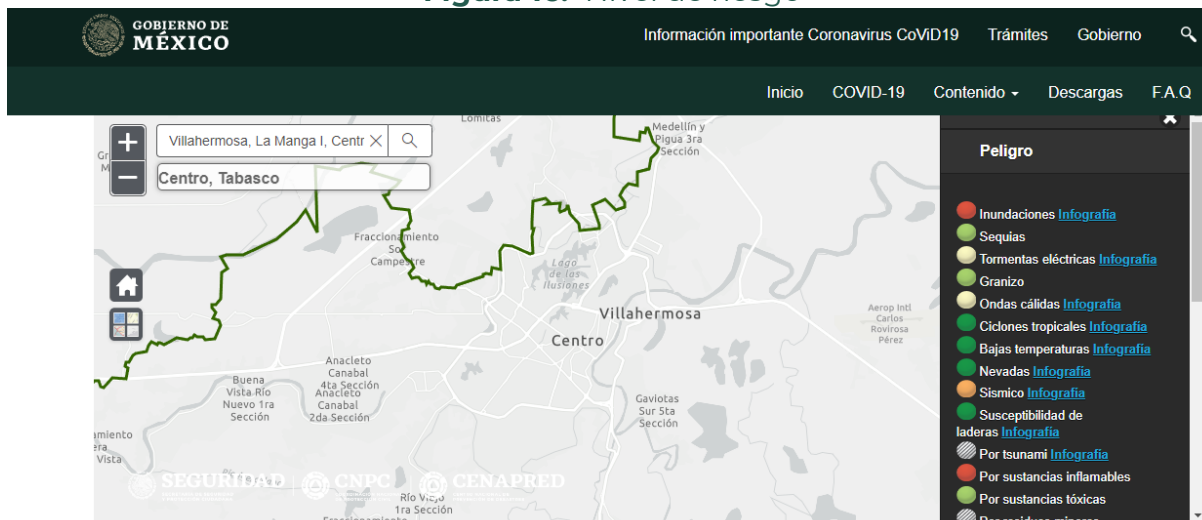 GOBIERNO DE
MÉXICO
Información importante Coronavirus CoViD19 Trámites Gobierno
Inicio COVID-19 Contenido Descargas F.A.Q
Villahermosa, La Manga I, Centr
Centro, Tabasco
Lomitas
Medellín y
Pigua 3ra
Sección
Fraccionamiento
Campestre
Lago
de las
Ilusiones
Villahermosa
Centro
Aerop Intl
Carlos
Rovirosa
Pérez
Anacleto
Canabal
4ta Sección
Anacleto
Canabal
2da Sección
Buena
Vista Río
Nuevo 1ra
Sección
Gaviotas
Sur 5ta
Sección
Vista
Río Viejo
1ra Sección
SEGURIDAD CNPC CENAPRED
Peligro
Inundaciones Infografía
Sequias
Tormentas eléctricas Infografía
Granizo
Ondas cálidas Infografía
Ciclones tropicales Infografía
Bajas temperaturas Infografía
Nevadas Infografía
Sismico Infografía
Susceptibilidad de
laderas Infografía
Por tsunami Infografía
Por sustancias inflamables
Por sustancias tóxicas